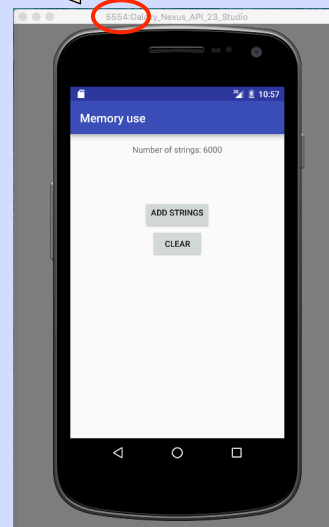 5554:Galaxy_Nexus_API_23_Studio
10:57
Memory use
Number of strings: 6000
ADD STRINGS
CLEAR